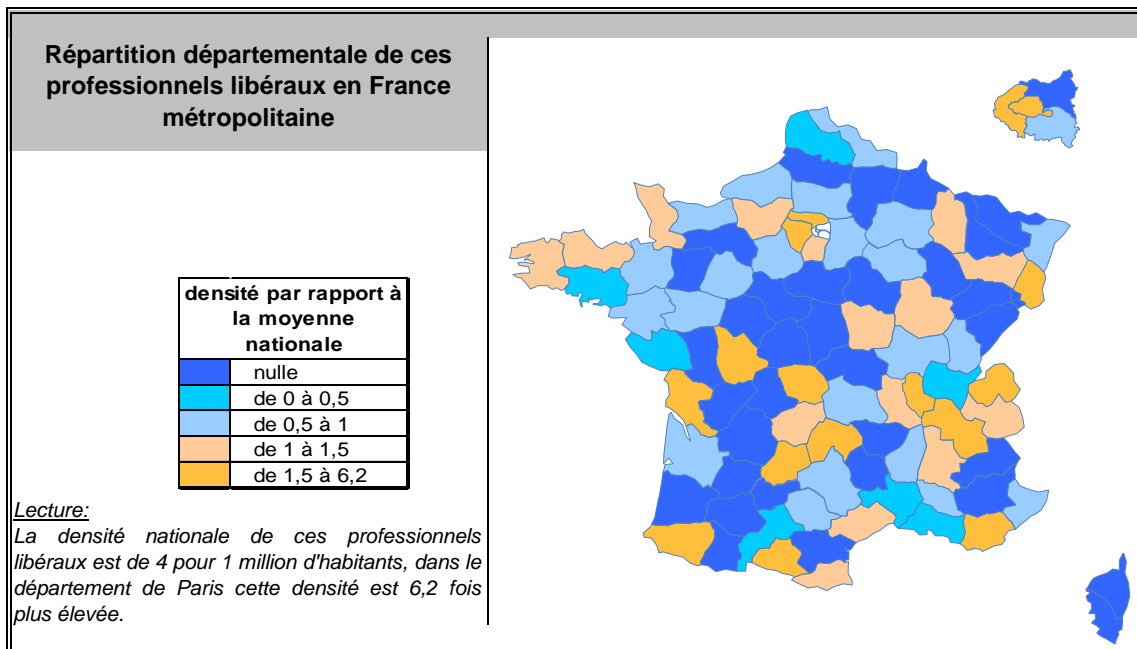 Répartition départementale de ces
professionnels libéraux en France
métropolitaine
densité par rapport à
la moyenne
nationale
nulle
de 0 à 0,5
de 0,5 à 1
de 1 à 1,5
de 1,5 à 6,2
Lecture:
La densité nationale de ces professionnels
libéraux est de 4 pour 1 million d'habitants, dans le
département de Paris cette densité est 6,2 fois
plus élevée.